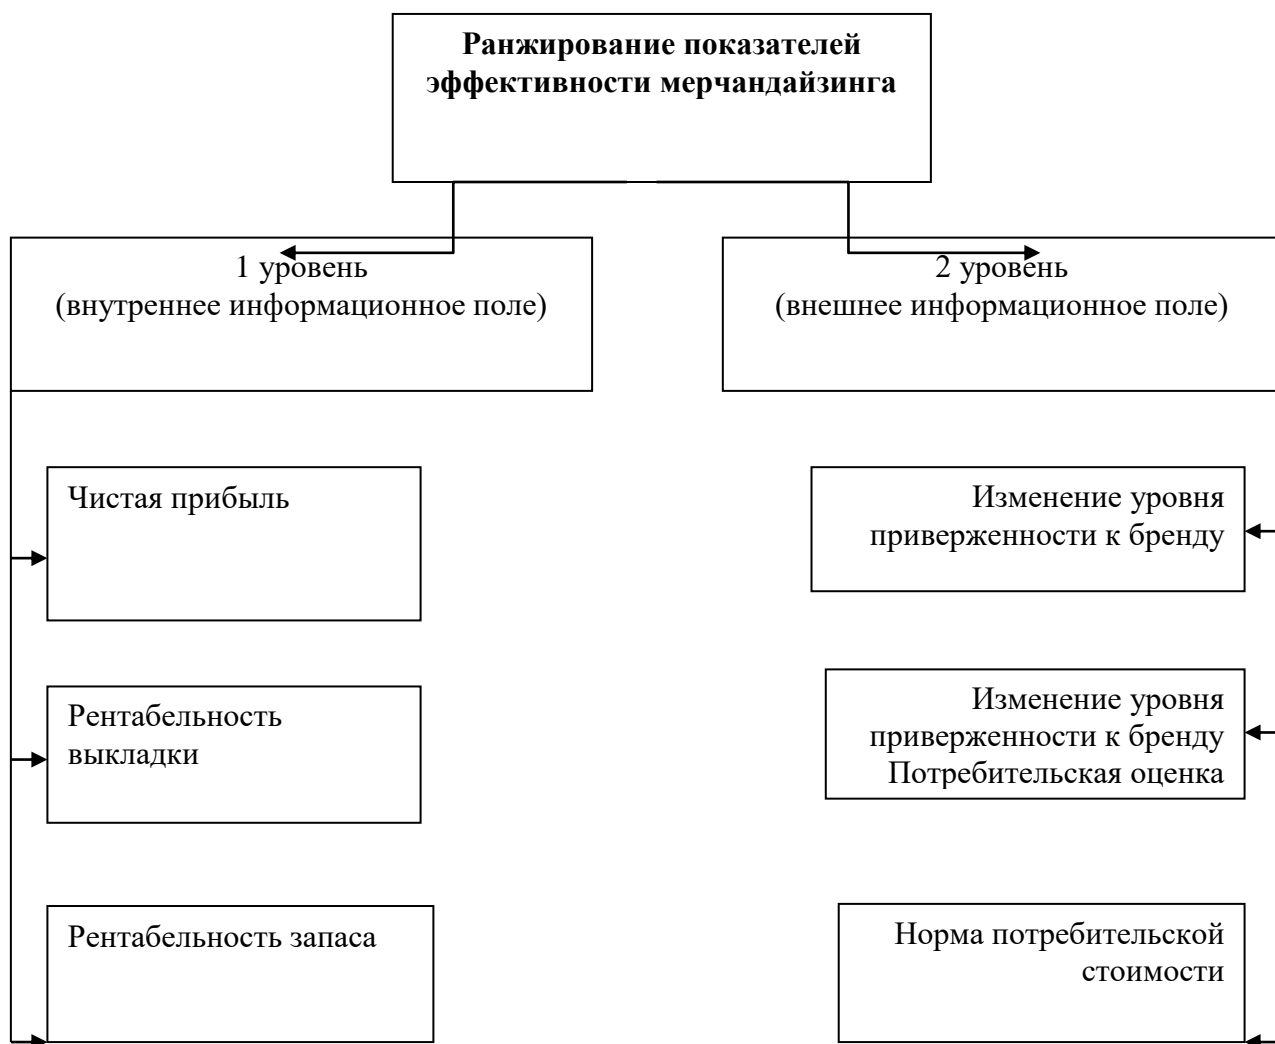 Ранжирование показателей
эффективности мерчандайзинга
1 уровень
(внутреннее информационное поле)
2 уровень
(внешнее информационное поле)
Чистая прибыль
Изменение уровня
приверженности к бренду
Рентабельность
выкладки
Изменение уровня
приверженности к бренду
Потребительская оценка
Рентабельность запаса
Норма потребительской
стоимости